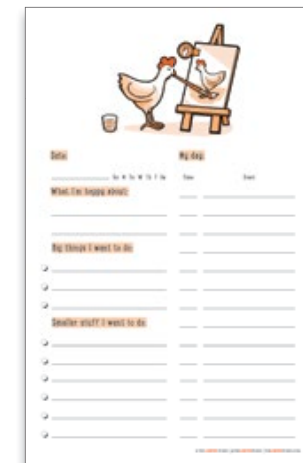 Date:
My day:
Su M Tu W Th F Sa
Time
Event
What I'm happy about:
Big things I want to do:
Smaller stuff I want to do: